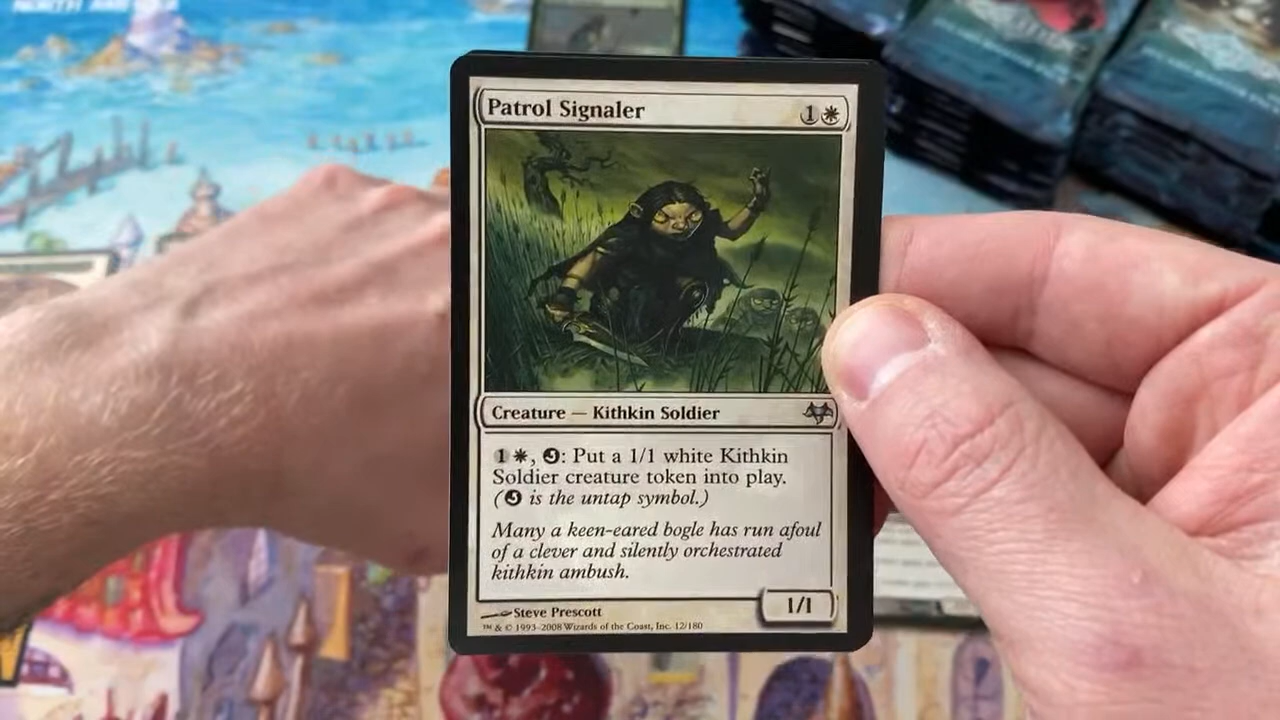 Patrol Signaler 1
Creature — Kithkin Soldier
1 , : Put a 1/1 white Kithkin
Soldier creature token into play.
( is the untap symbol.)
Many a keen-eared bogle has run afoul
of a clever and silently orchestrated
kithkin ambush.
1/1
Steve Prescott
™ & © 1993-2008 Wizards of the Coast, Inc. 12/180